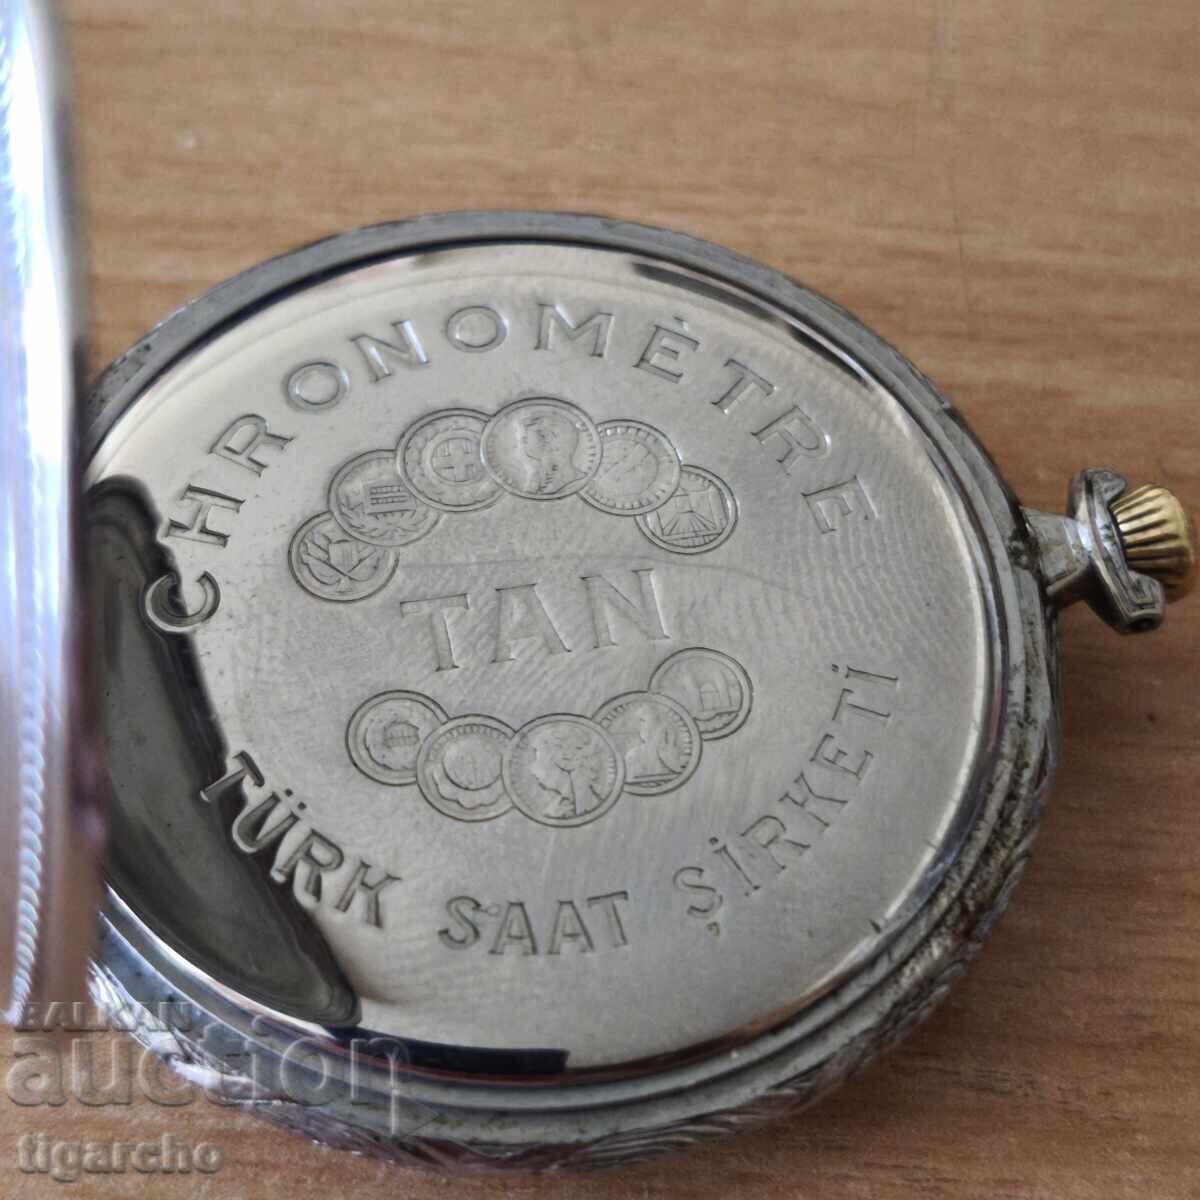 CHRONOMÈTRE
TAN
TÜRK SAAT ŞİRKETİ
BALKAN
auction
tigarcho